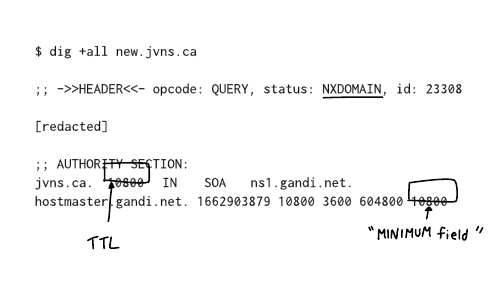 $ dig +all new.jvns.ca
;; ->>HEADER<<- opcode: QUERY, status: NXDOMAIN, id: 23308
[redacted]
;; AUTHORITY SECTION:
jvns.ca. 10800 IN SOA ns1.gandi.net.
hostmaster.gandi.net. 1662903879 10800 3600 604800 10800
TTL
"MINIMUM field"